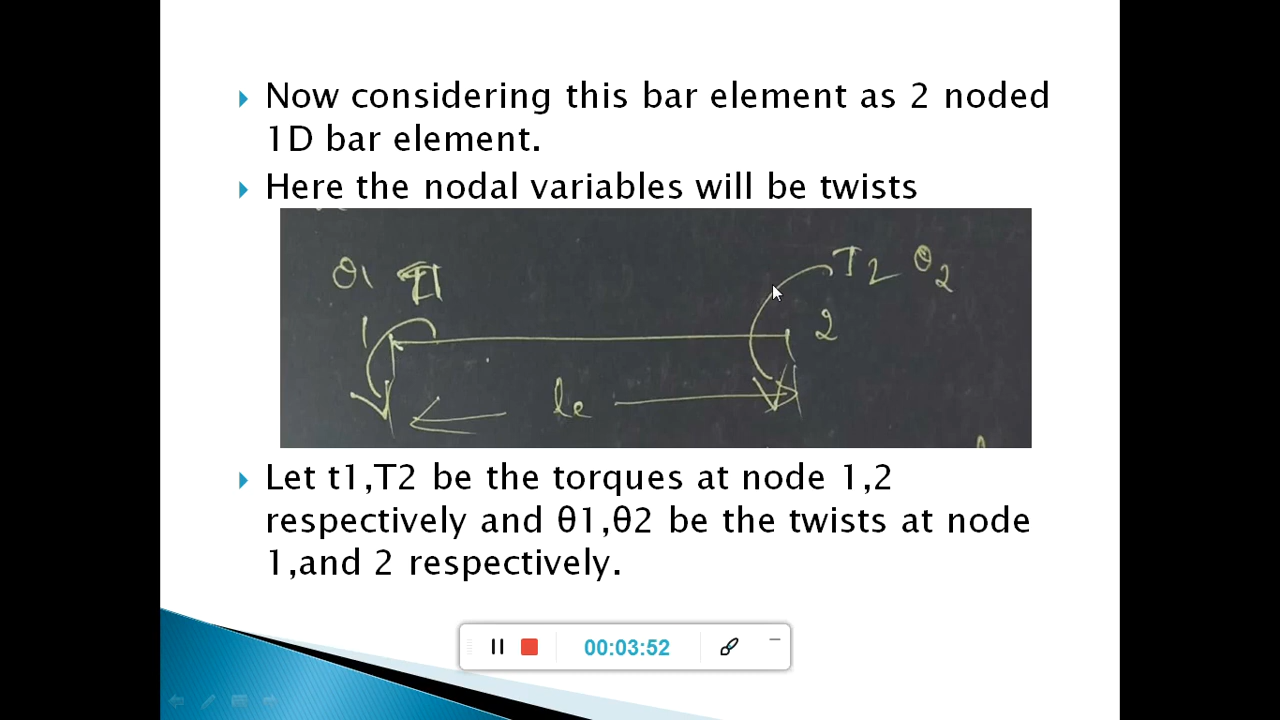 Now considering this bar element as 2 noded
1D bar element.
Here the nodal variables will be twists
θ1 T1 T2 θ2
1 2
le
Let t1,T2 be the torques at node 1,2
respectively and θ1,θ2 be the twists at node
1,and 2 respectively.
00:03:52